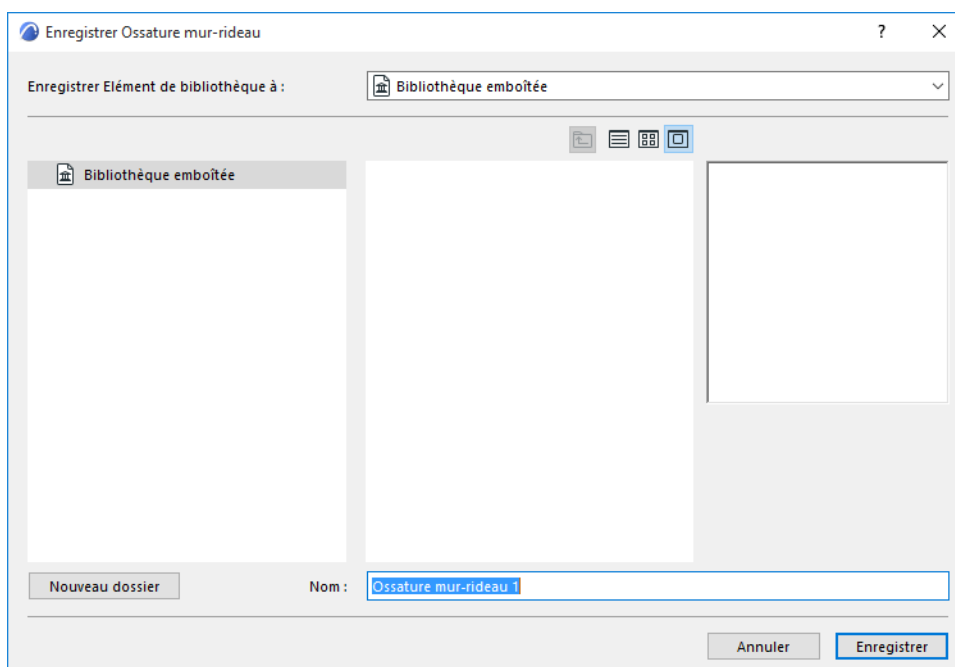 Enregistrer Ossature mur-rideau
?
Enregistrer Elément de bibliothèque à :
Bibliothèque emboîtée
Bibliothèque emboîtée
Nouveau dossier
Nom :
Ossature mur-rideau 1
Annuler
Enregistrer